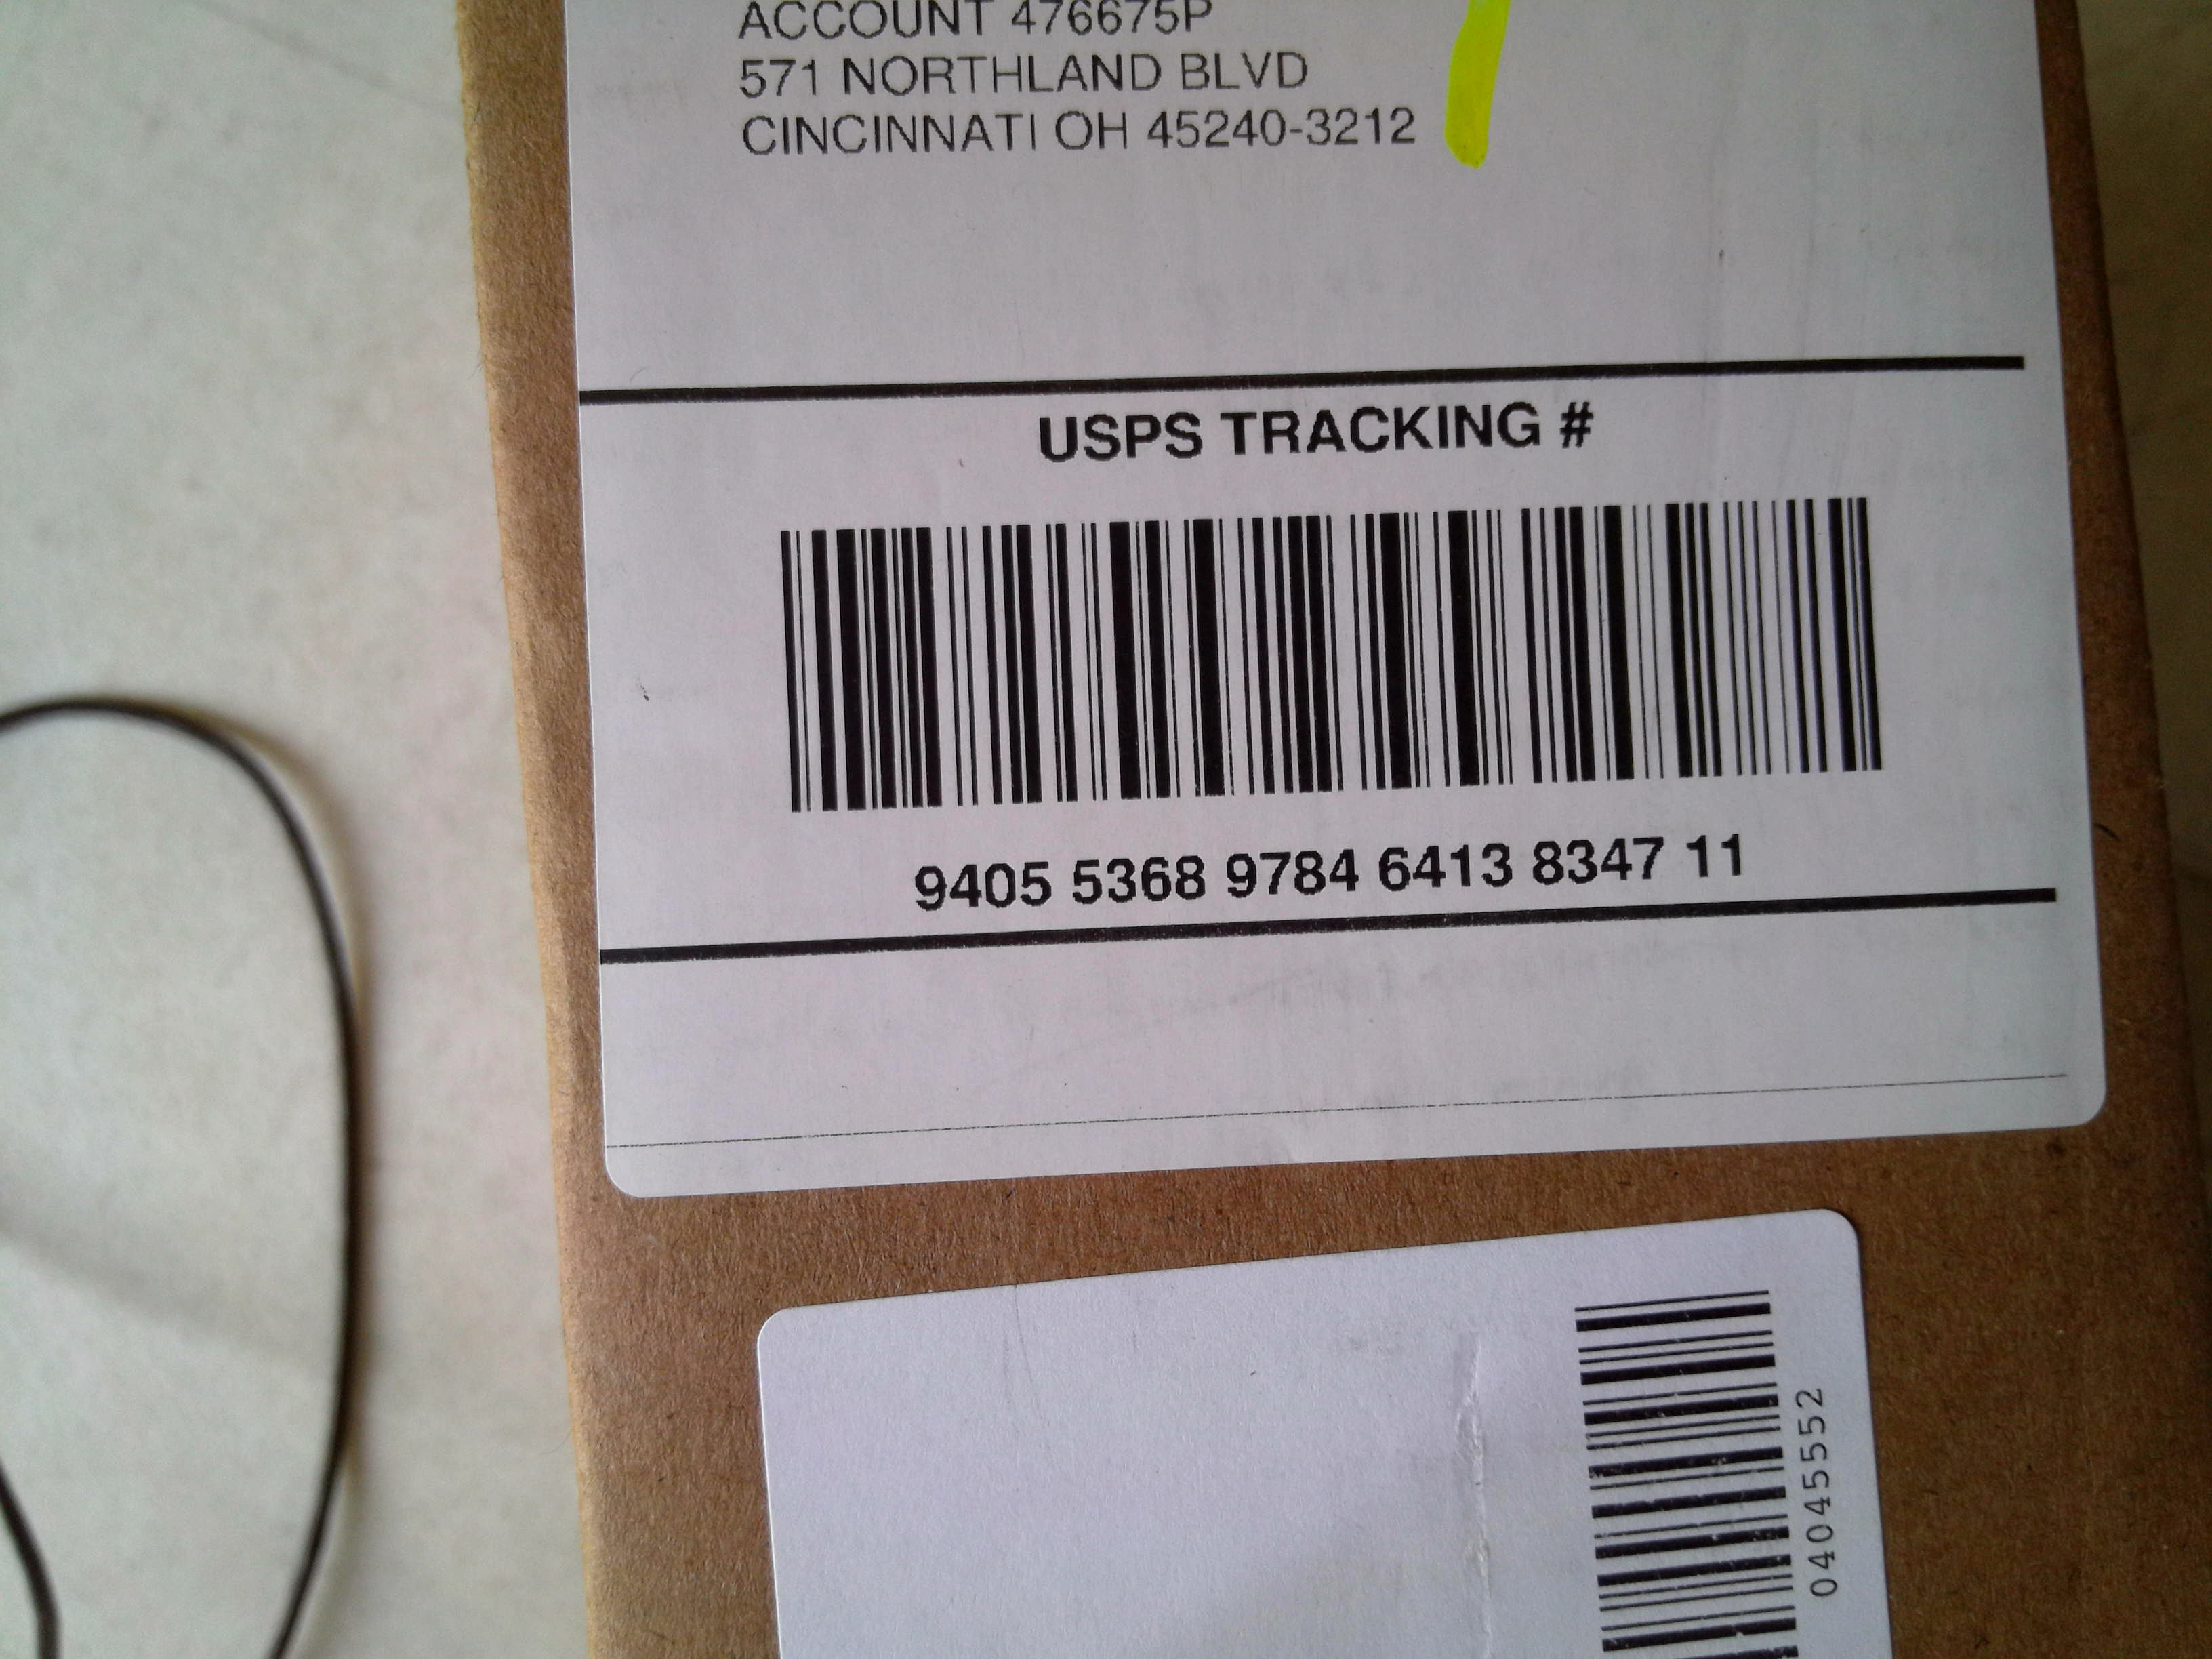 ACCOUNT 476675P
571 NORTHLAND BLVD
CINCINNATI OH 45240-3212
USPS TRACKING #
9405 5368 9784 6413 8347 11
04045552